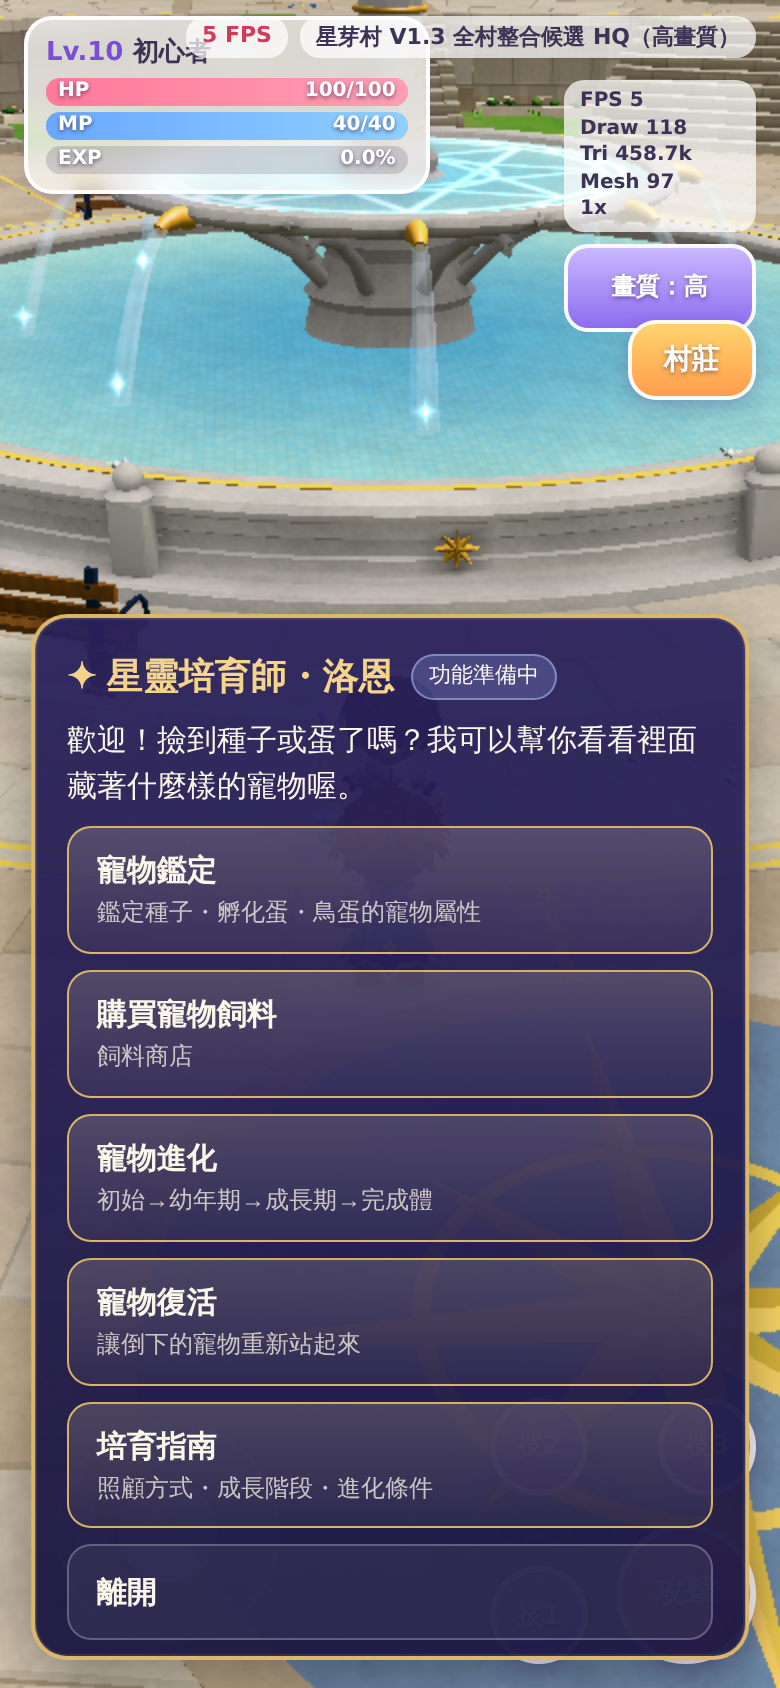 Lv.10 初心者
5 FPS
星芽村 V1.3 全村整合候選 HQ（高畫質）
HP 100/100
MP 40/40
EXP 0.0%
FPS 5
Draw 118
Tri 458.7k
Mesh 97
1x
畫質：高
村莊
✦ 星靈培育師・洛恩 功能準備中
歡迎！撿到種子或蛋了嗎？我可以幫你看看裡面
藏著什麼樣的寵物喔。
寵物鑑定
鑑定種子・孵化蛋・鳥蛋的寵物屬性
購買寵物飼料
飼料商店
寵物進化
初始→幼年期→成長期→完成體
寵物復活
讓倒下的寵物重新站起來
培育指南
照顧方式・成長階段・進化條件
技2
技3
離開
技1
攻擊